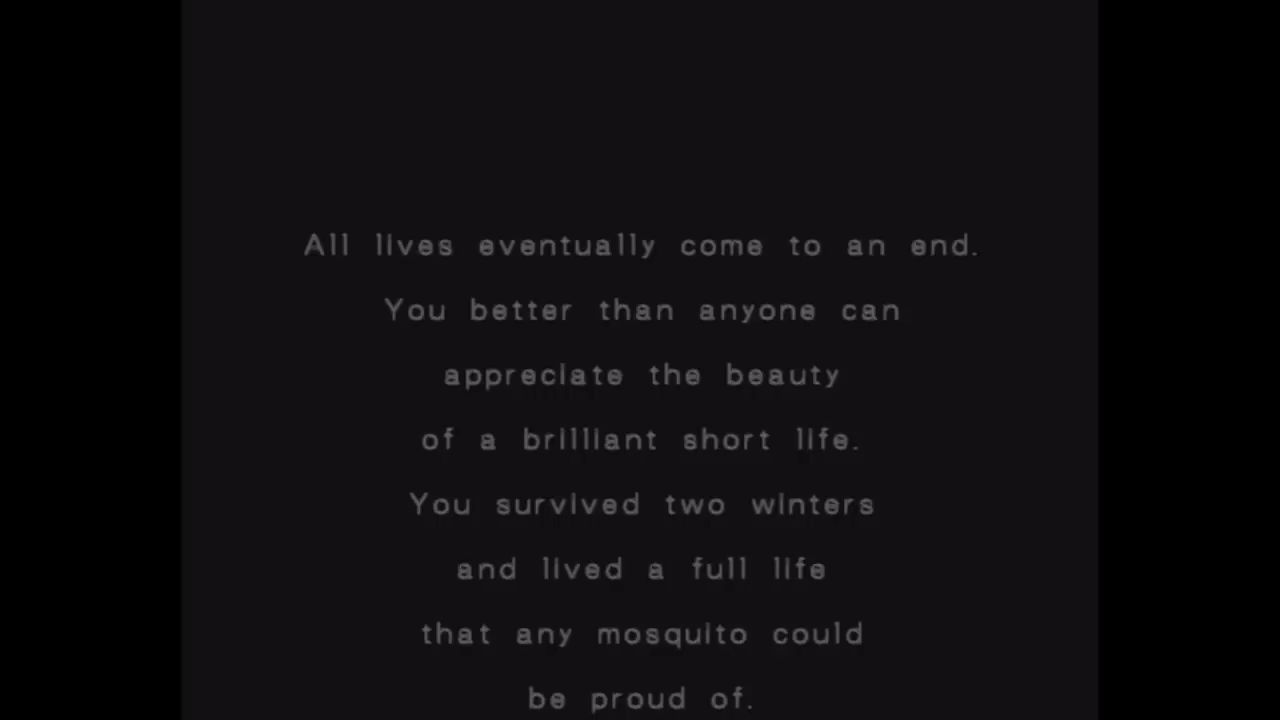 All lives eventually come to an end.
You better than anyone can
appreciate the beauty
of a brilliant short life.
You survived two winters
and lived a full life
that any mosquito could
be proud of.